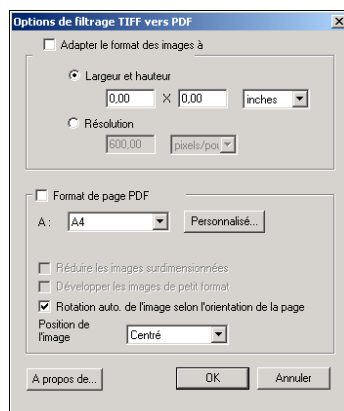 Options de filtrage TIFF vers PDF
Adapter le format des images à
Largeur et hauteur
0,00 X 0,00 inches
Résolution
600,00 pixels/pou
Format de page PDF
A : A4 Personnalisé...
Réduire les images surdimensionnées
Développer les images de petit format
Rotation auto. de l'image selon l'orientation de la page
Position de
l'image Centré
A propos de... OK Annuler